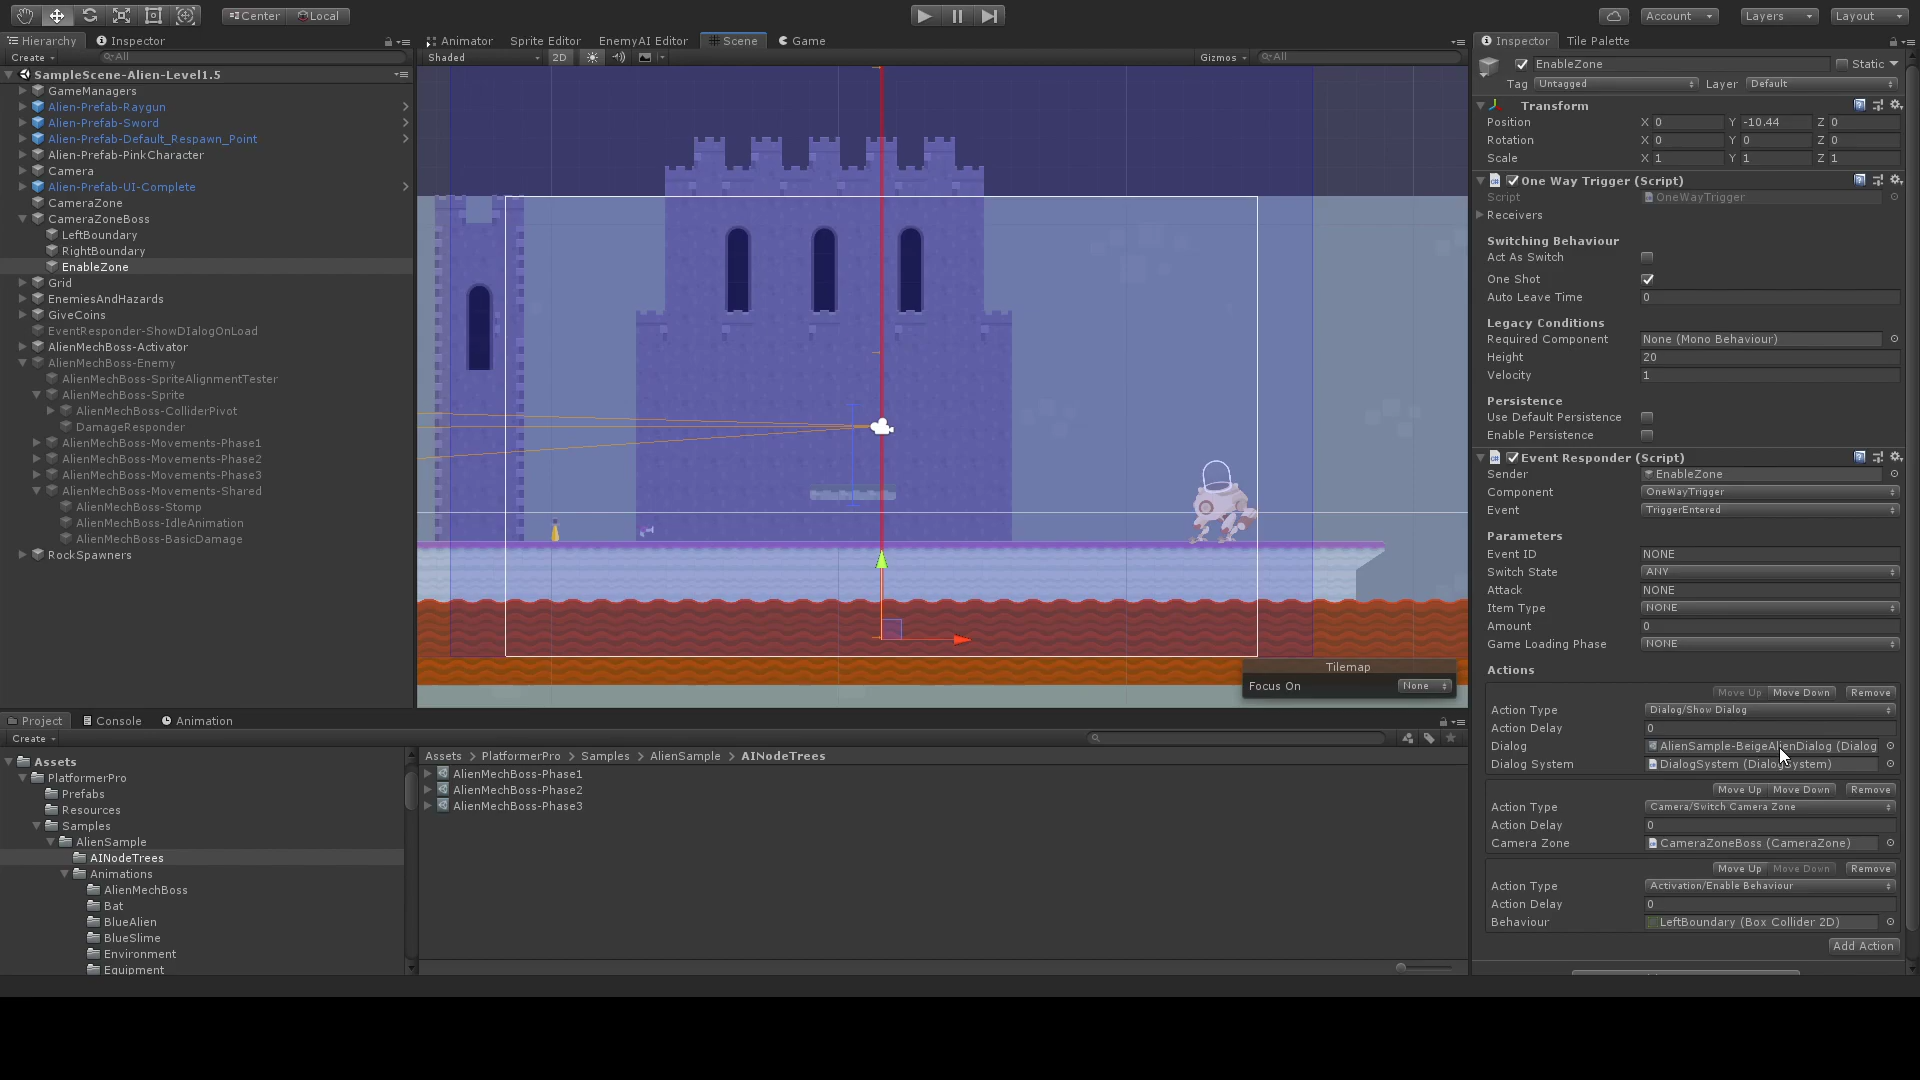 Center Local Account Layers Layout
Hierarchy Inspector Animator Sprite Editor EnemyAI Editor Scene Game Inspector Tile Palette
Create All Shaded 2D Gizmos All
SampleScene-Alien-Level1.5
GameManagers
Alien-Prefab-Raygun
Alien-Prefab-Sword
Alien-Prefab-Default_Respawn_Point
Alien-Prefab-PinkCharacter
Camera
Alien-Prefab-UI-Complete
CameraZone
CameraZoneBoss
LeftBoundary
RightBoundary
EnableZone
Grid
EnemiesAndHazards
GiveCoins
EventResponder-ShowDIalogOnLoad
AlienMechBoss-Activator
AlienMechBoss-Enemy
AlienMechBoss-SpriteAlignmentTester
AlienMechBoss-Sprite
AlienMechBoss-ColliderPivot
DamageResponder
AlienMechBoss-Movements-Phase1
AlienMechBoss-Movements-Phase2
AlienMechBoss-Movements-Phase3
AlienMechBoss-Movements-Shared
AlienMechBoss-Stomp
AlienMechBoss-IdleAnimation
AlienMechBoss-BasicDamage
RockSpawners
Tilemap
Focus On None
EnableZone Static
Tag Untagged Layer Default
Transform
Position X 0 Y -10.44 Z 0
Rotation X 0 Y 0 Z 0
Scale X 1 Y 1 Z 1
One Way Trigger (Script)
Script OneWayTrigger
Receivers
Switching Behaviour
Act As Switch
One Shot
Auto Leave Time 0
Legacy Conditions
Required Component None (Mono Behaviour)
Height 20
Velocity 1
Persistence
Use Default Persistence
Enable Persistence
Event Responder (Script)
Sender EnableZone
Component OneWayTrigger
Event TriggerEntered
Parameters
Event ID NONE
Switch State ANY
Attack NONE
Item Type NONE
Amount 0
Game Loading Phase NONE
Actions
Move Up Move Down Remove
Action Type Dialog/Show Dialog
Action Delay 0
Dialog AlienSample-BeigeAlienDialog (Dialog
Dialog System DialogSystem (DialogSystem)
Move Up Move Down Remove
Action Type Camera/Switch Camera Zone
Action Delay 0
Camera Zone CameraZoneBoss (CameraZone)
Move Up Move Down Remove
Action Type Activation/Enable Behaviour
Action Delay 0
Behaviour LeftBoundary (Box Collider 2D)
Add Action
Project Console Animation
Create
Assets
PlatformerPro
Prefabs
Resources
Samples
AlienSample
AINodeTrees
Animations
AlienMechBoss
Bat
BlueAlien
BlueSlime
Environment
Equipment
Assets > PlatformerPro > Samples > AlienSample > AINodeTrees
AlienMechBoss-Phase1
AlienMechBoss-Phase2
AlienMechBoss-Phase3